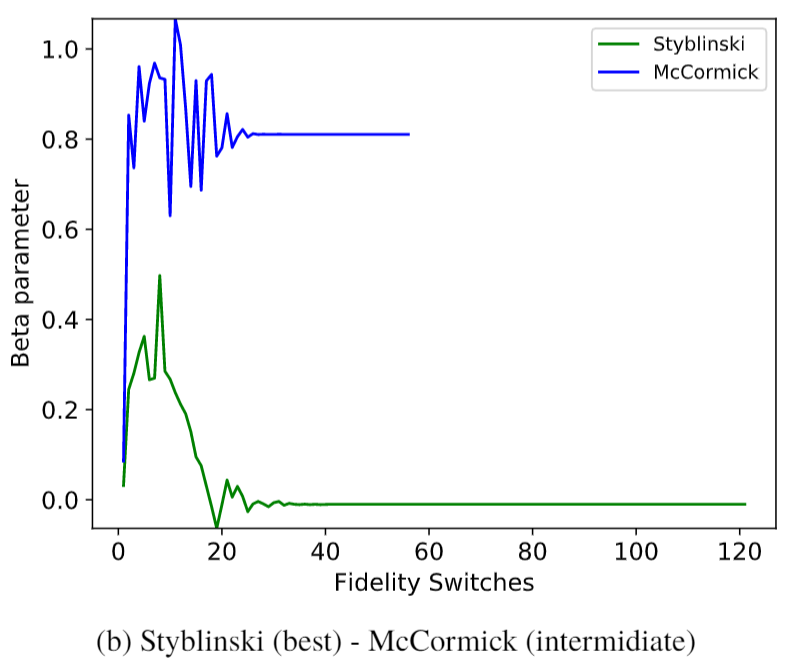 Styblinski
McCormick
1.0
0.8
0.6
0.4
0.2
0.0
Beta parameter
0 20 40 60 80 100 120
Fidelity Switches
(b) Styblinski (best) - McCormick (intermidiate)